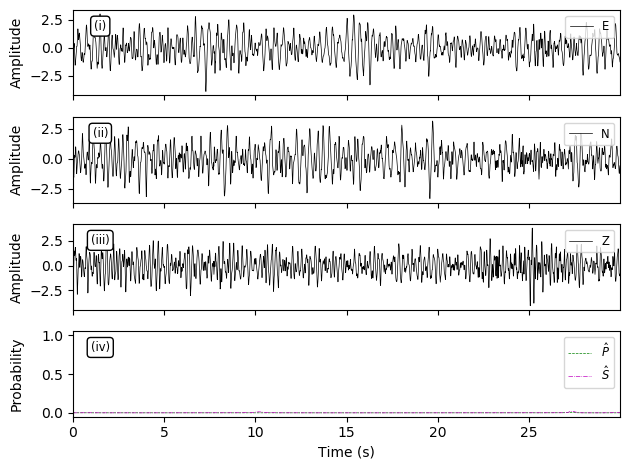 (i)
E
Amplitude
2.5
0.0
−2.5
(ii)
N
Amplitude
2.5
0.0
−2.5
(iii)
Z
Amplitude
2.5
0.0
−2.5
(iv)
P̂
Ŝ
Probability
1.0
0.5
0.0
0 5 10 15 20 25
Time (s)